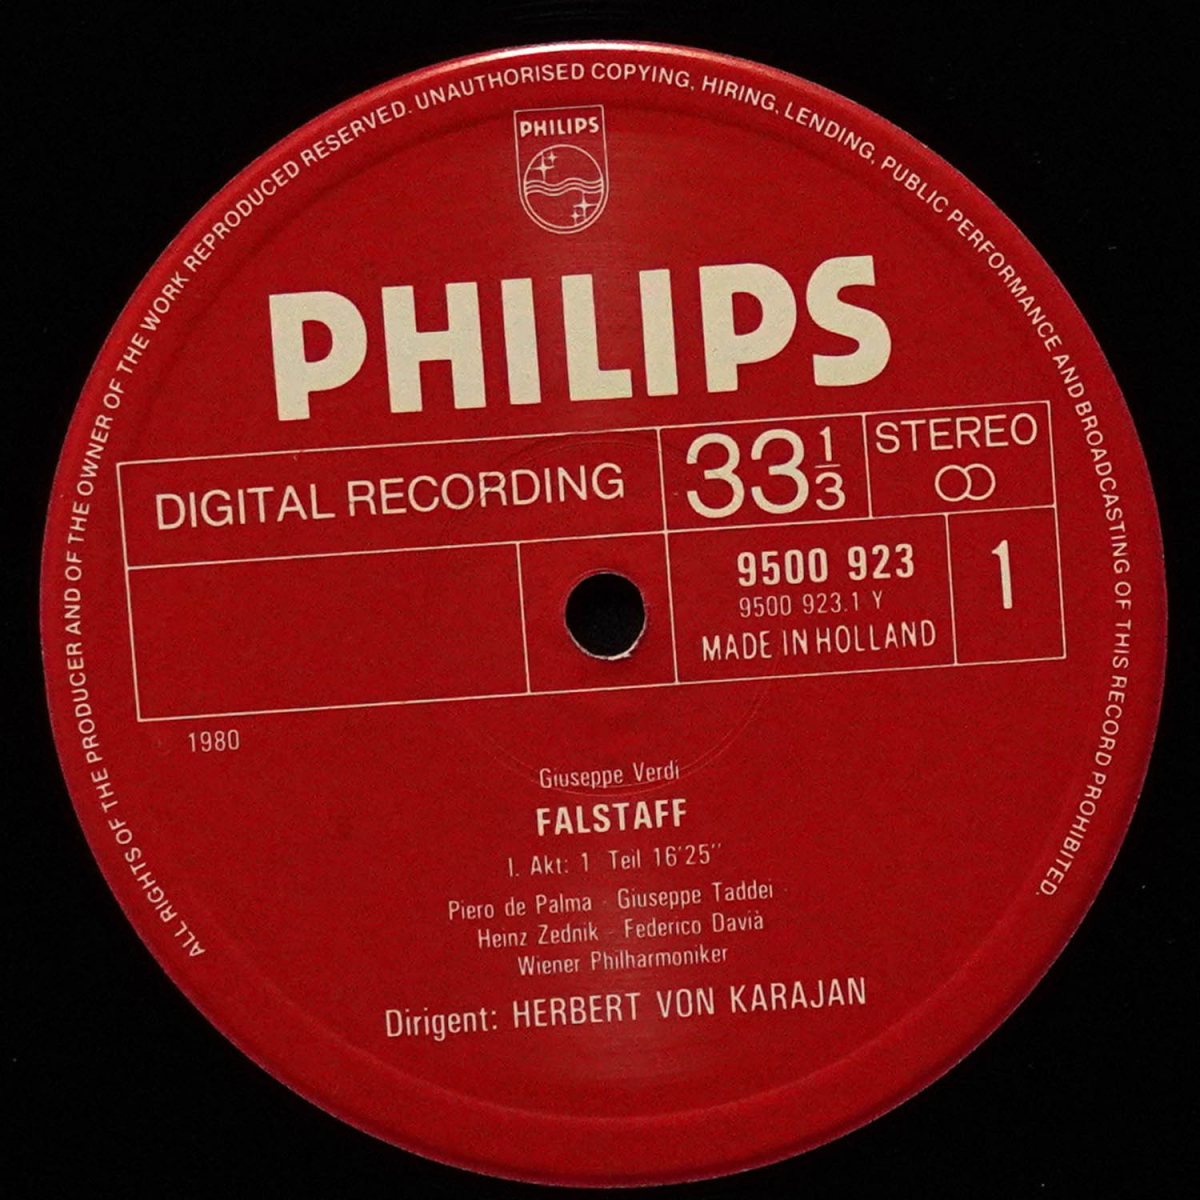 ALL RIGHTS OF THE PRODUCER AND OF THE OWNER OF THE WORK REPRODUCED RESERVED. UNAUTHORISED COPYING, HIRING, LENDING, PUBLIC PERFORMANCE AND BROADCASTING OF THIS RECORD PROHIBITED.
PHILIPS
PHILIPS
DIGITAL RECORDING
33 1/3
STEREO
9500 923
9500 923.1 Y
MADE IN HOLLAND
1
1980
Giuseppe Verdi
FALSTAFF
I. Akt: 1 Teil 16'25''
Piero de Palma - Giuseppe Taddei
Heinz Zednik - Federico Davià
Wiener Philharmoniker
Dirigent: HERBERT VON KARAJAN